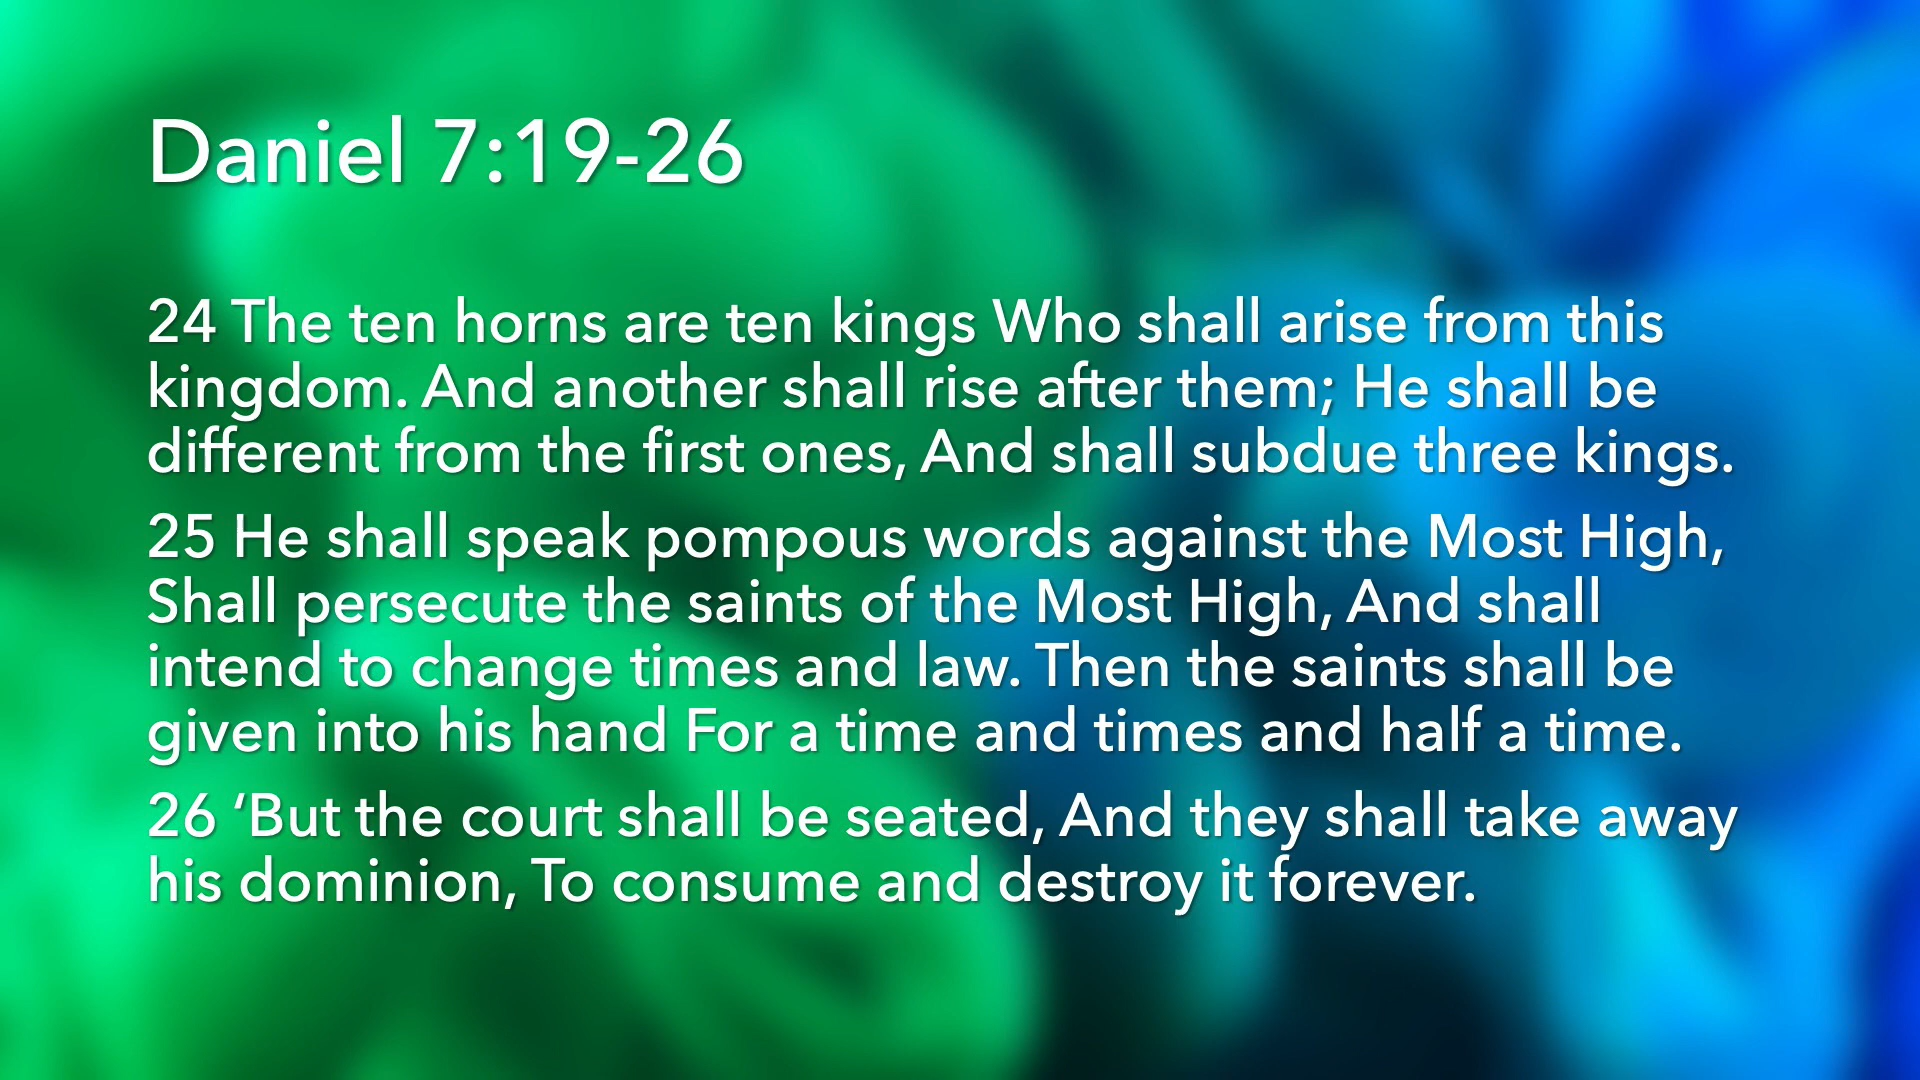 Daniel 7:19-26
24 The ten horns are ten kings Who shall arise from this
kingdom. And another shall rise after them; He shall be
different from the first ones, And shall subdue three kings.
25 He shall speak pompous words against the Most High,
Shall persecute the saints of the Most High, And shall
intend to change times and law. Then the saints shall be
given into his hand For a time and times and half a time.
26 ‘But the court shall be seated, And they shall take away
his dominion, To consume and destroy it forever.